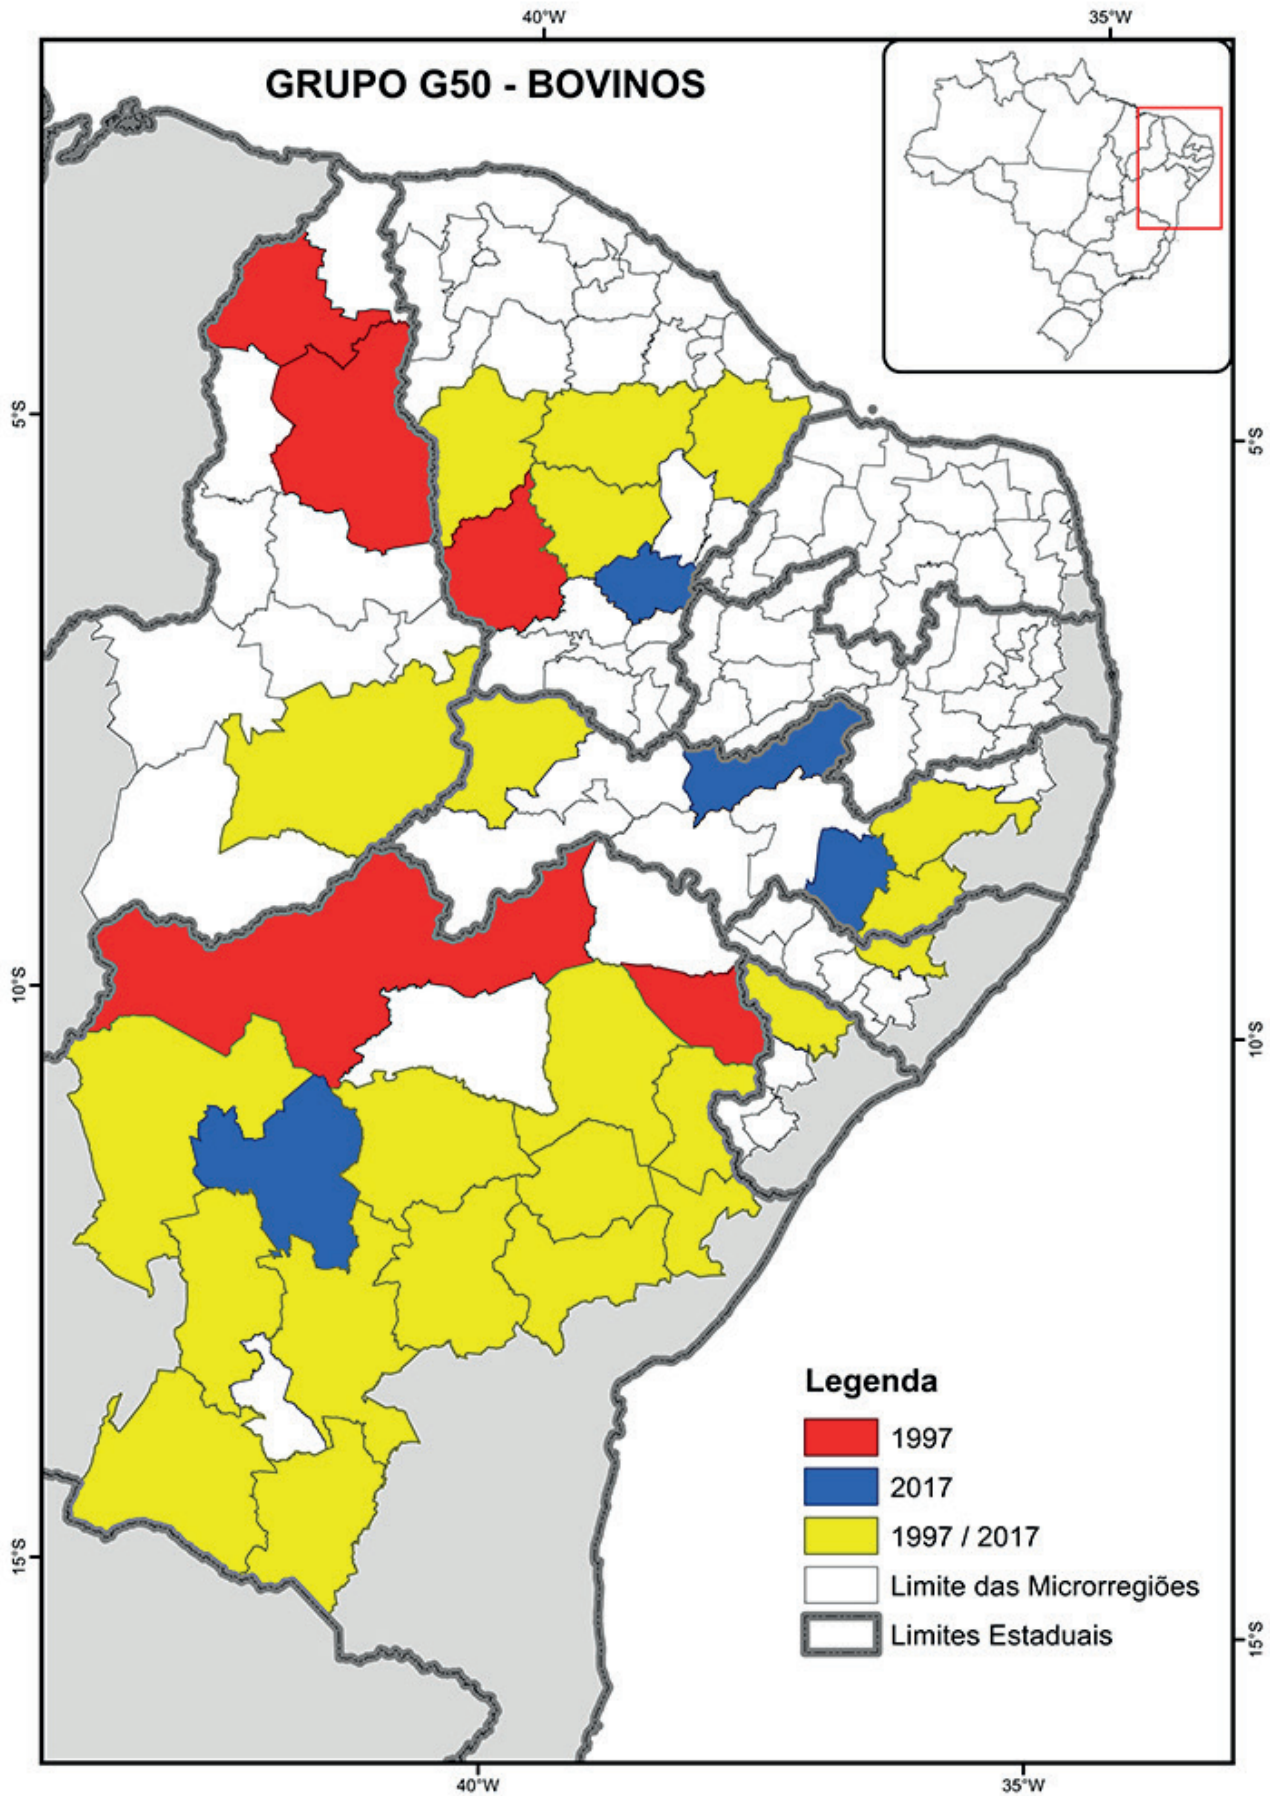 40°W
35°W
GRUPO G50 - BOVINOS
5°S
5°S
10°S
10°S
Legenda
1997
2017
1997 / 2017
Limite das Microrregiões
Limites Estaduais
15°S
15°S
40°W
35°W